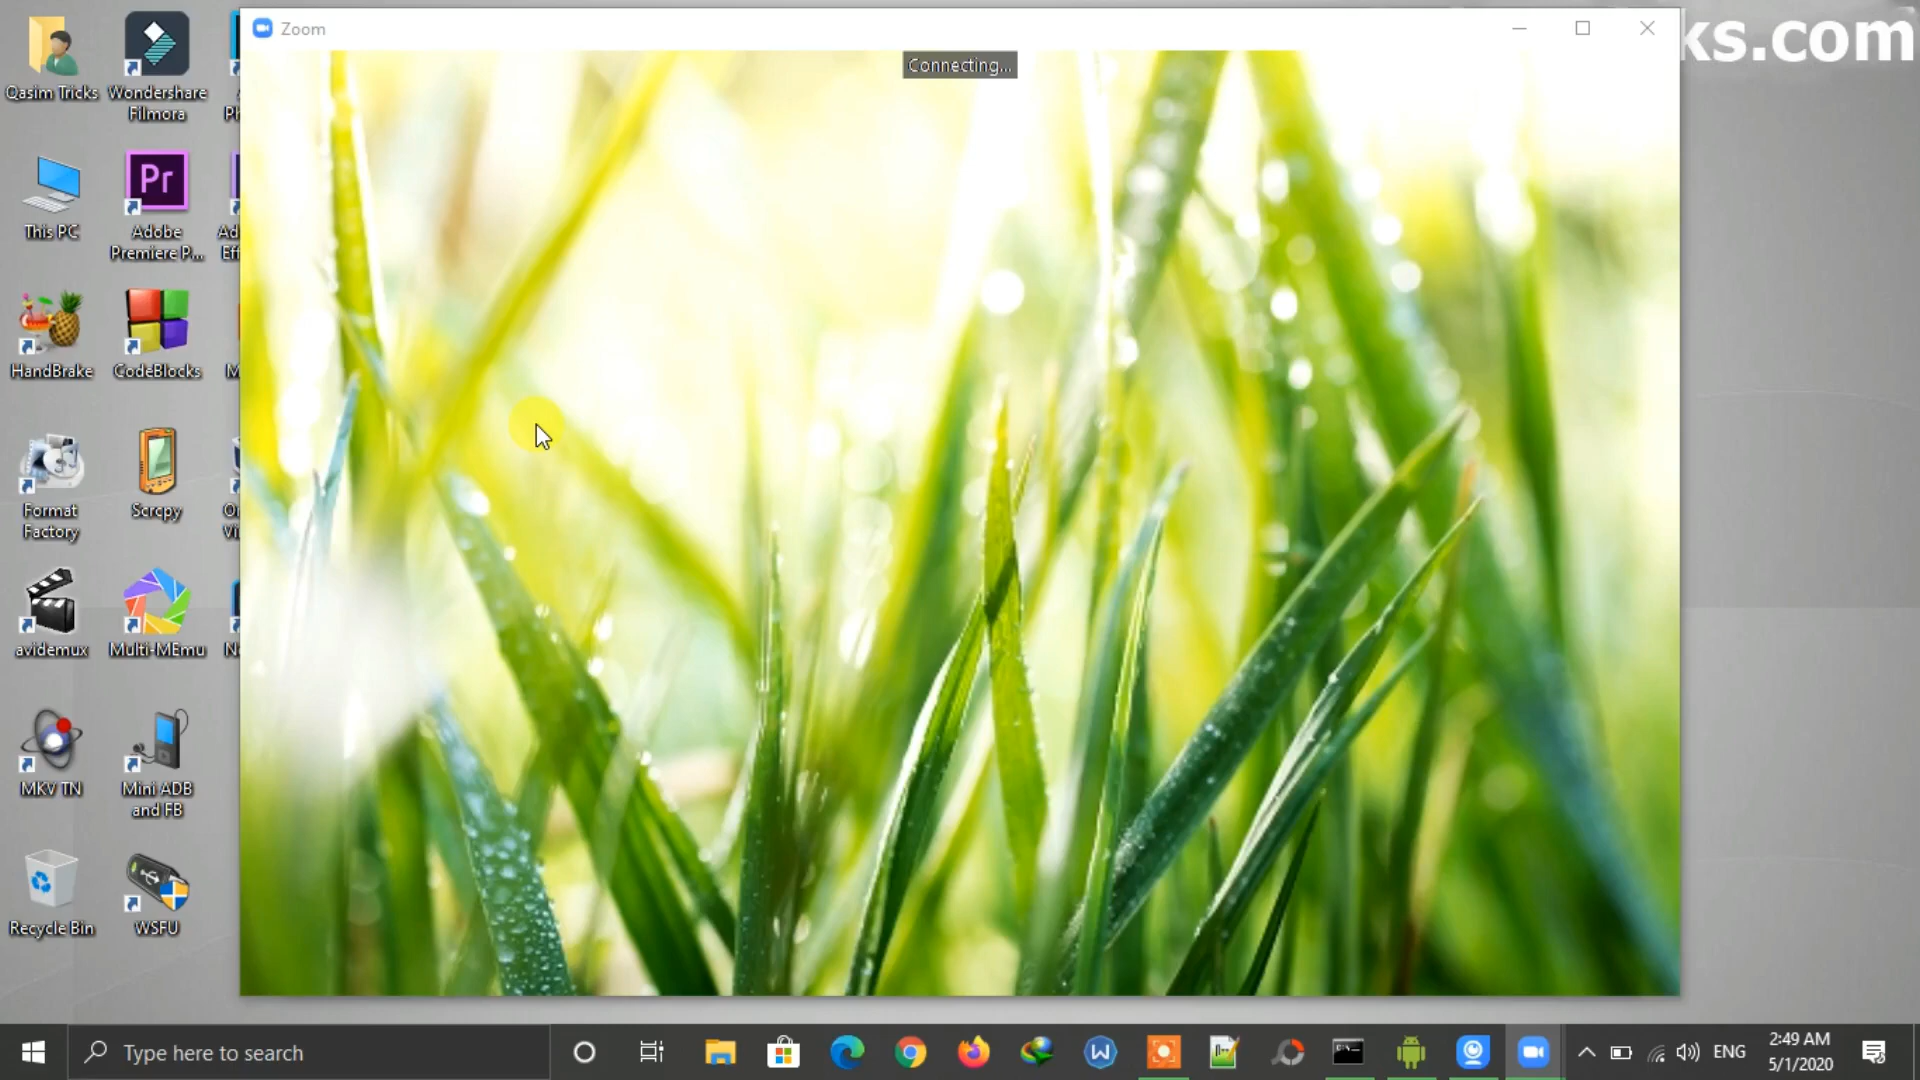 Zoom
Connecting...
ks.com
Qasim Tricks
Wondershare
Filmora
This PC
Adobe
Premiere P...
HandBrake
CodeBlocks
Format
Factory
Scrcpy
avidemux
Multi-MEmu
MKV TN
Mini ADB
and FB
Recycle Bin
WSFU
Pr
Type here to search
ENG
2:49 AM
5/1/2020